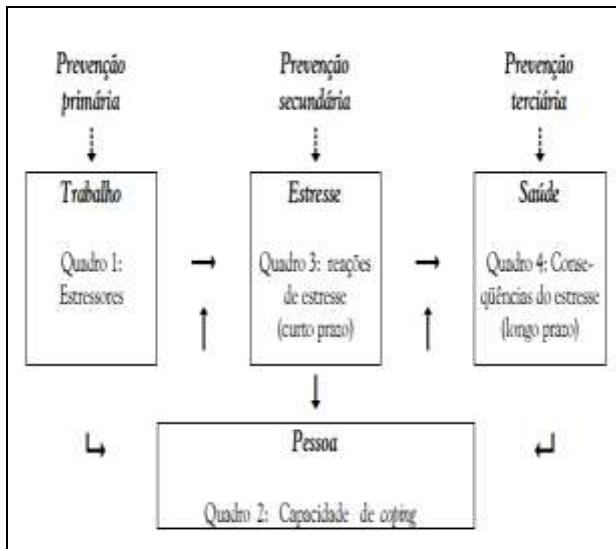 Prevenção
primária
Prevenção
secundária
Prevenção
terciária
Trabalho
Quadro 1:
Estressores
Estresse
Quadro 3: reações
de estresse
(curto prazo)
Saúde
Quadro 4: Conse-
qüências do estresse
(longo prazo)
Pessoa
Quadro 2: Capacidade de coping